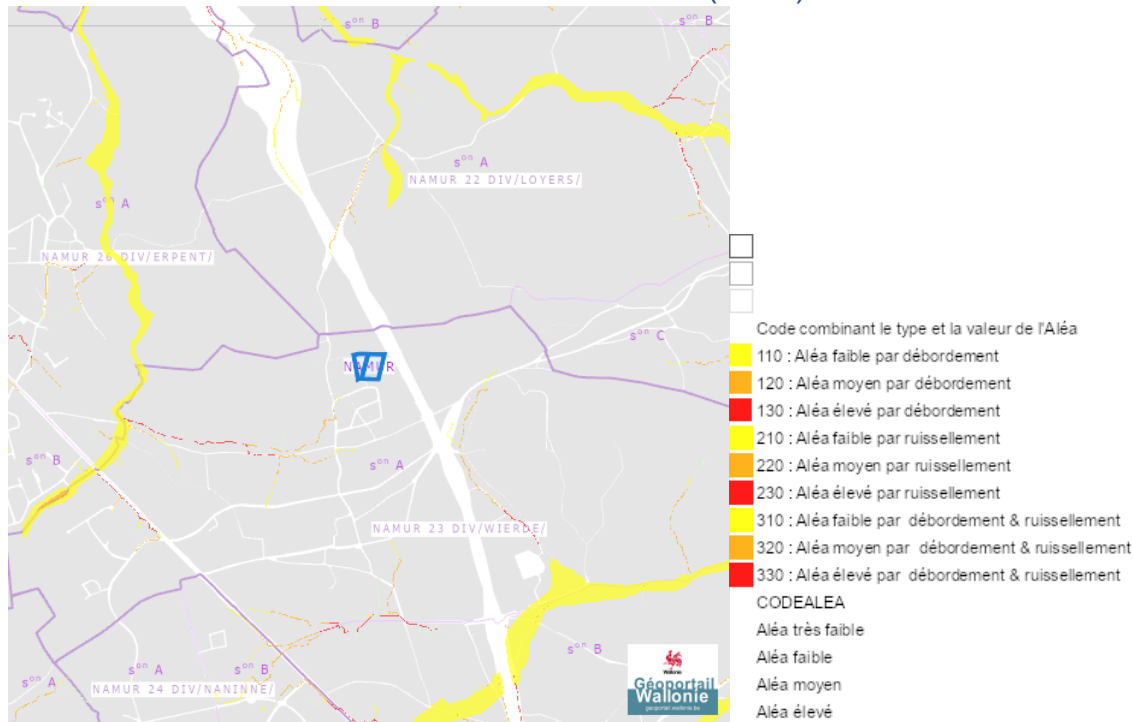 sᵒⁿ B
sᵒⁿ B
sᵒⁿ A
NAMUR 22 DIV/LOYERS/
sᵒⁿ A
NAMUR 26 DIV/ERPENT/
sᵒⁿ C
NAMUR
sᵒⁿ B
sᵒⁿ A
NAMUR 23 DIV/WIERDE/
sᵒⁿ B
sᵒⁿ A
sᵒⁿ B
sᵒⁿ A
NAMUR 24 DIV/NANINNE/
Wallonie
Géoportail
Wallonie
geoportail.wallonie.be
Code combinant le type et la valeur de l'Aléa
110 : Aléa faible par débordement
120 : Aléa moyen par débordement
130 : Aléa élevé par débordement
210 : Aléa faible par ruissellement
220 : Aléa moyen par ruissellement
230 : Aléa élevé par ruissellement
310 : Aléa faible par débordement & ruissellement
320 : Aléa moyen par débordement & ruissellement
330 : Aléa élevé par débordement & ruissellement
CODEALEA
Aléa très faible
Aléa faible
Aléa moyen
Aléa élevé